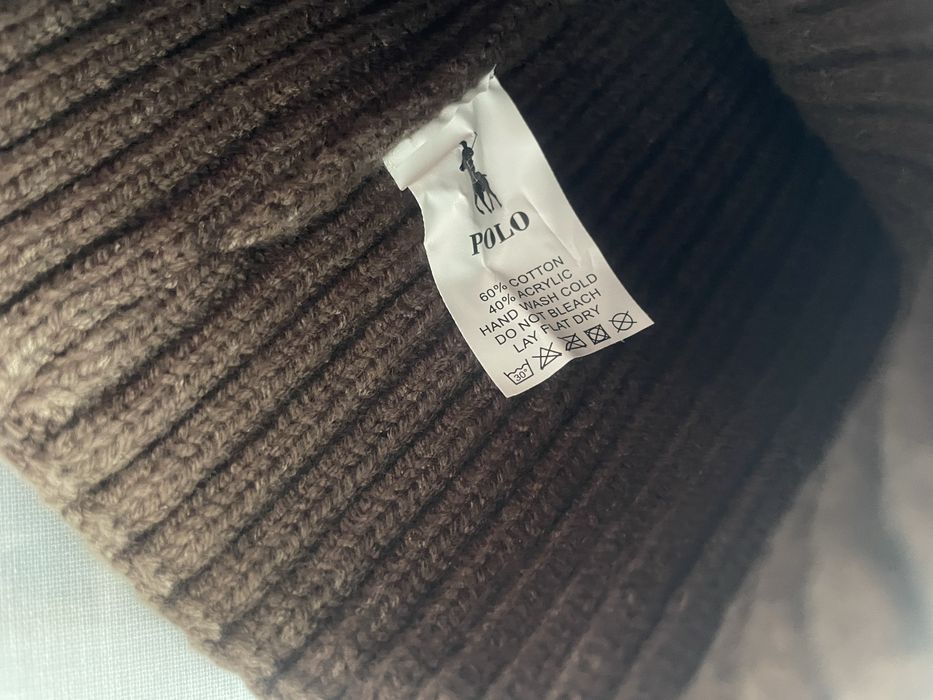 POLO
60% COTTON
40% ACRYLIC
HAND WASH COLD
DO NOT BLEACH
LAY FLAT DRY
30°